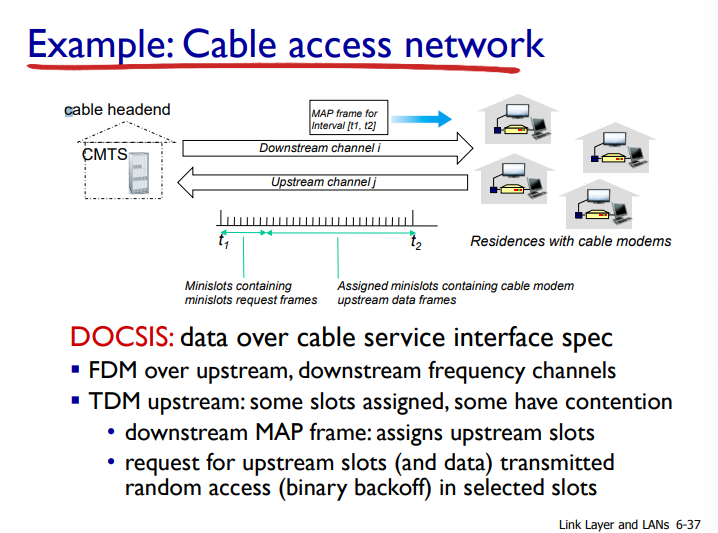 Example: Cable access network
cable headend
MAP frame for
Interval [t1, t2]
CMTS
Downstream channel i
Upstream channel j
t1
t2
Residences with cable modems
Minislots containing
minislots request frames
Assigned minislots containing cable modem
upstream data frames
DOCSIS: data over cable service interface spec
▪ FDM over upstream, downstream frequency channels
▪ TDM upstream: some slots assigned, some have contention
• downstream MAP frame: assigns upstream slots
• request for upstream slots (and data) transmitted
random access (binary backoff) in selected slots
Link Layer and LANs 6-37